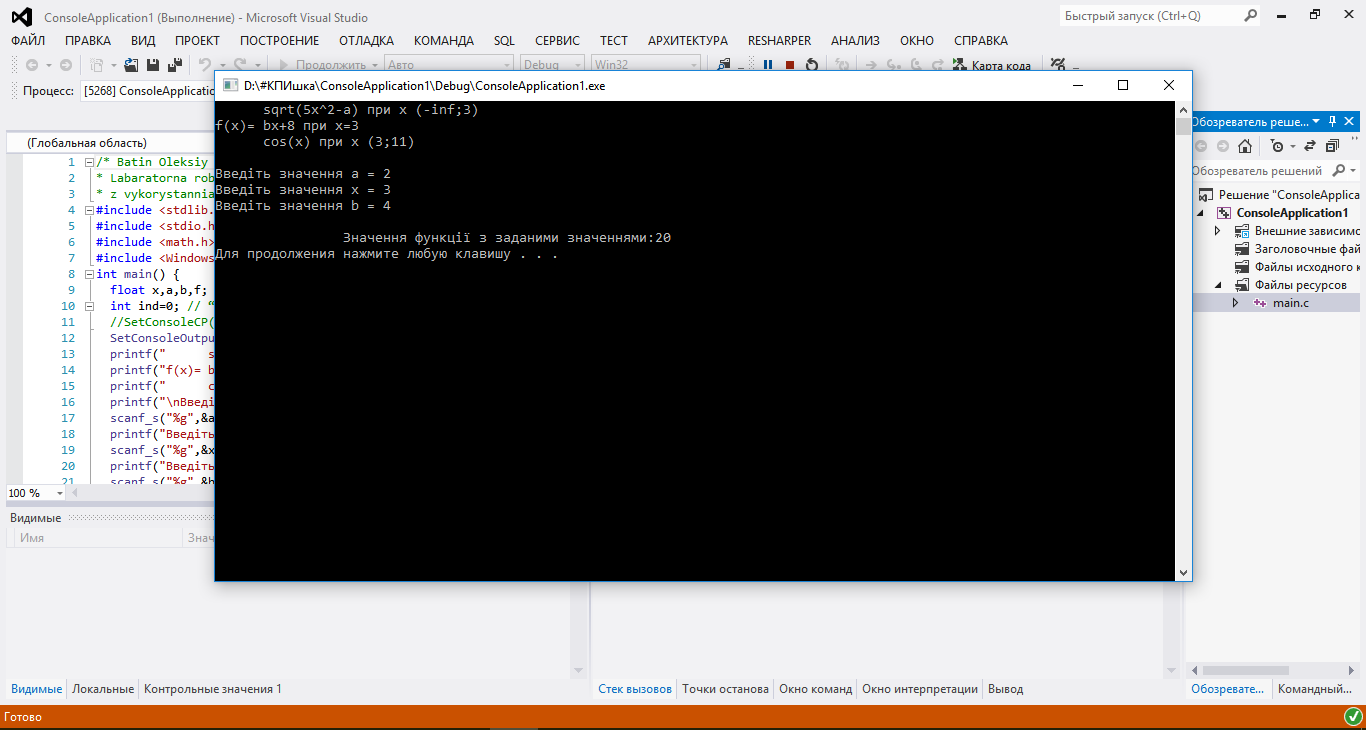 ConsoleApplication1 (Выполнение) - Microsoft Visual Studio
Быстрый запуск (Ctrl+Q)
ФАЙЛ ПРАВКА ВИД ПРОЕКТ ПОСТРОЕНИЕ ОТЛАДКА КОМАНДА SQL СЕРВИС ТЕСТ АРХИТЕКТУРА RESHARPER АНАЛИЗ ОКНО СПРАВКА
Продолжить Авто Debug Win32 Карта кода
Процесс: [5268] ConsoleApplicatio
D:\#КПИшка\ConsoleApplication1\Debug\ConsoleApplication1.exe
sqrt(5x^2-a) при x (-inf;3)
f(x)= bx+8 при x=3
cos(x) при x (3;11)
Введіть значення a = 2
Введіть значення x = 3
Введіть значення b = 4
Значення функції з заданими значеннями:20
Для продолжения нажмите любую клавишу . . .
(Глобальная область)
1 /* Batin Oleksiy
2 * Labaratorna rob
3 * z vykorystannia
4 #include <stdlib.
5 #include <stdio.h
6 #include <math.h>
7 #include <Windows
8 int main() {
9 float x,a,b,f;
10 int ind=0; // “
11 //SetConsoleCP(
12 SetConsoleOutpu
13 printf(" s
14 printf("f(x)= b
15 printf(" c
16 printf("\nВведі
17 scanf_s("%g",&a
18 printf("Введіть
19 scanf_s("%g",&x
20 printf("Введіть
21 scanf_s("%g",&b
100 %
Видимые
Имя Знач
Видимые Локальные Контрольные значения 1
Стек вызовов Точки останова Окно команд Окно интерпретации Вывод
Обозреватель реше...
Обозреватель решений
Решение "ConsoleApplica
ConsoleApplication1
Внешние зависимо
Заголовочные фай
Файлы исходного к
Файлы ресурсов
main.c
Обозревате... Командный...
Готово